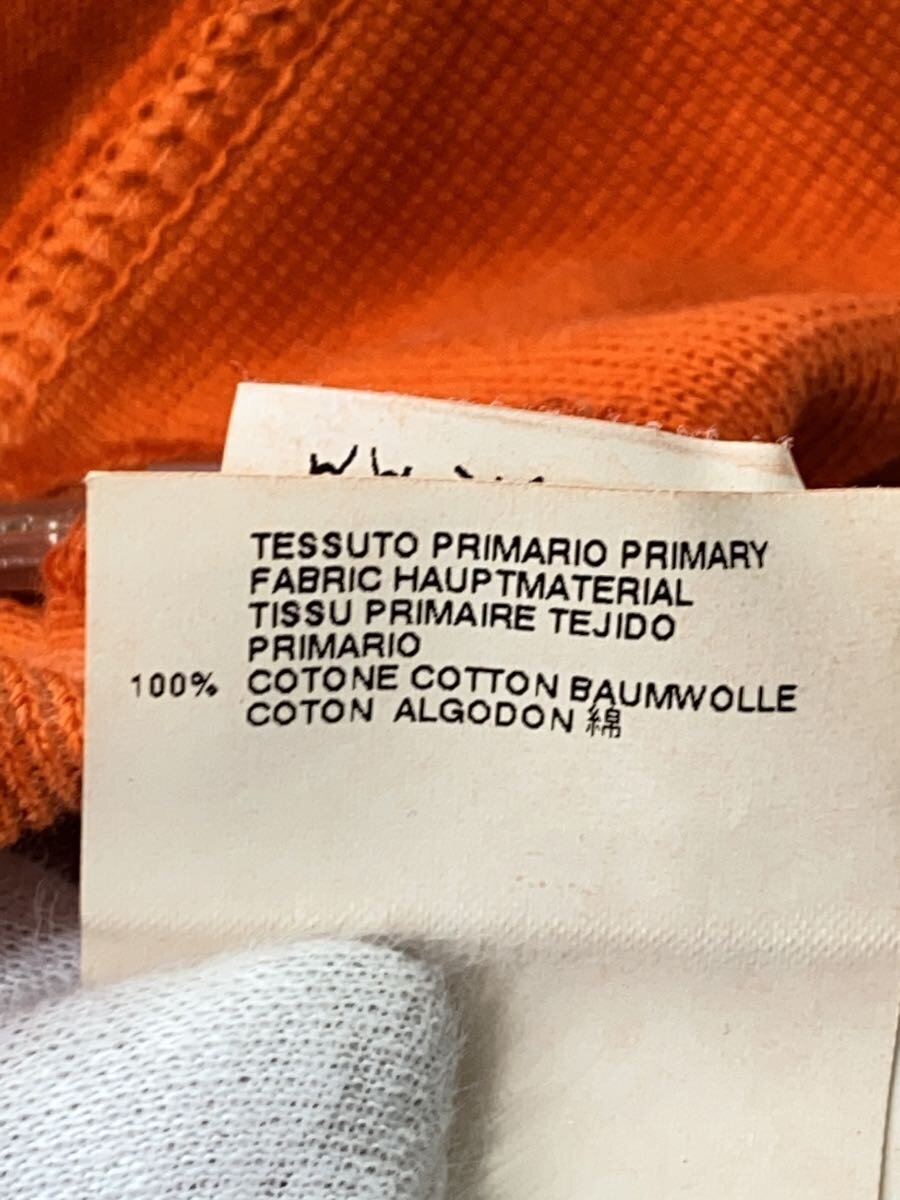 TESSUTO PRIMARIO PRIMARY
FABRIC HAUPTMATERIAL
TISSU PRIMAIRE TEJIDO
PRIMARIO
100% COTONE COTTON BAUMWOLLE
COTON ALGODON 綿